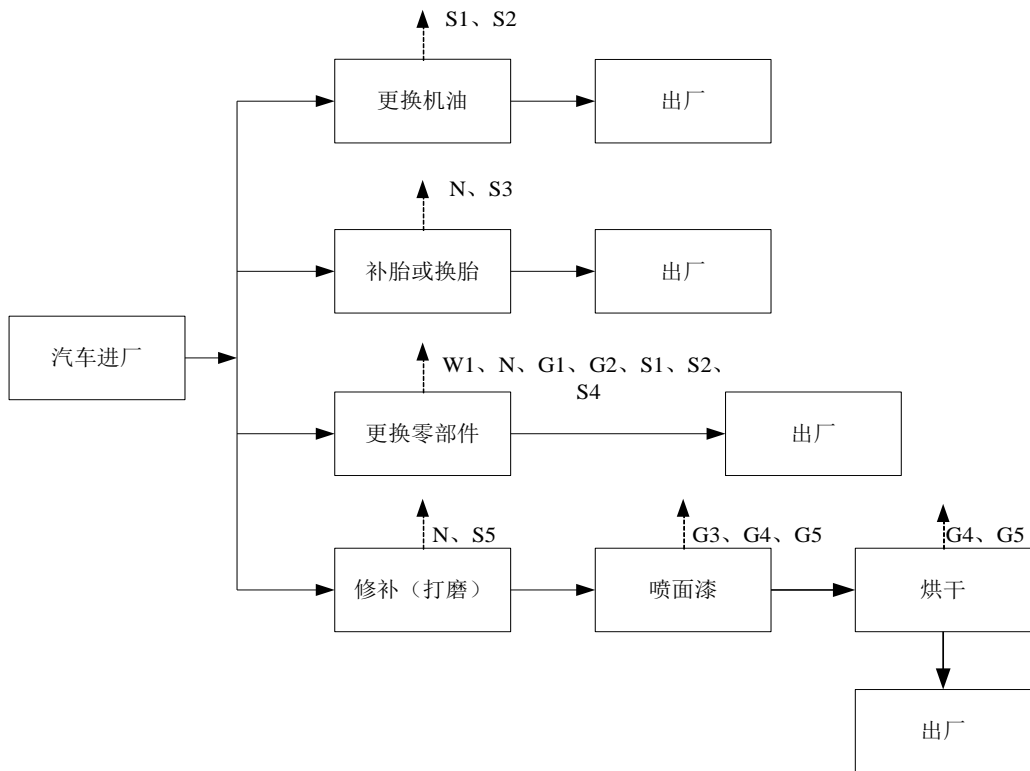 S1、S2
更换机油
出厂
N、S3
补胎或换胎
出厂
汽车进厂
W1、N、G1、G2、S1、S2、
S4
更换零部件
出厂
N、S5
G3、G4、G5
G4、G5
修补（打磨）
喷面漆
烘干
出厂